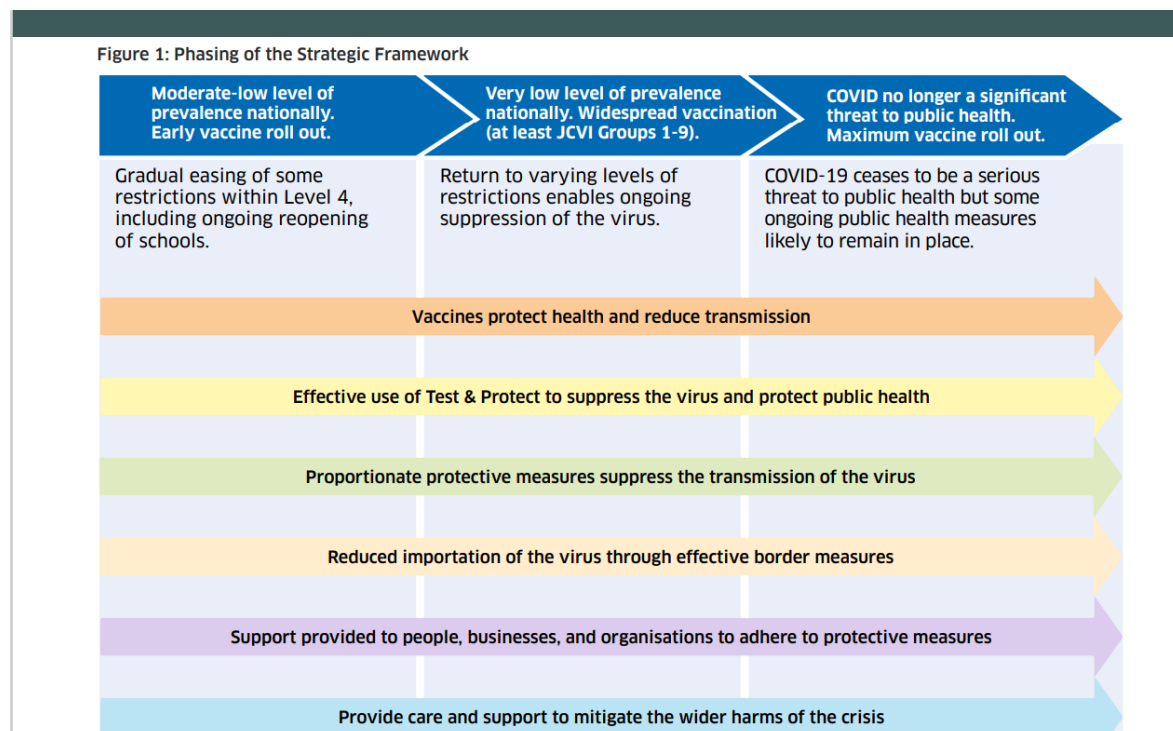 Figure 1: Phasing of the Strategic Framework
Moderate-low level of
prevalence nationally.
Early vaccine roll out.
Very low level of prevalence
nationally. Widespread vaccination
(at least JCVI Groups 1-9).
COVID no longer a significant
threat to public health.
Maximum vaccine roll out.
Gradual easing of some
restrictions within Level 4,
including ongoing reopening
of schools.
Return to varying levels of
restrictions enables ongoing
suppression of the virus.
COVID-19 ceases to be a serious
threat to public health but some
ongoing public health measures
likely to remain in place.
Vaccines protect health and reduce transmission
Effective use of Test & Protect to suppress the virus and protect public health
Proportionate protective measures suppress the transmission of the virus
Reduced importation of the virus through effective border measures
Support provided to people, businesses, and organisations to adhere to protective measures
Provide care and support to mitigate the wider harms of the crisis